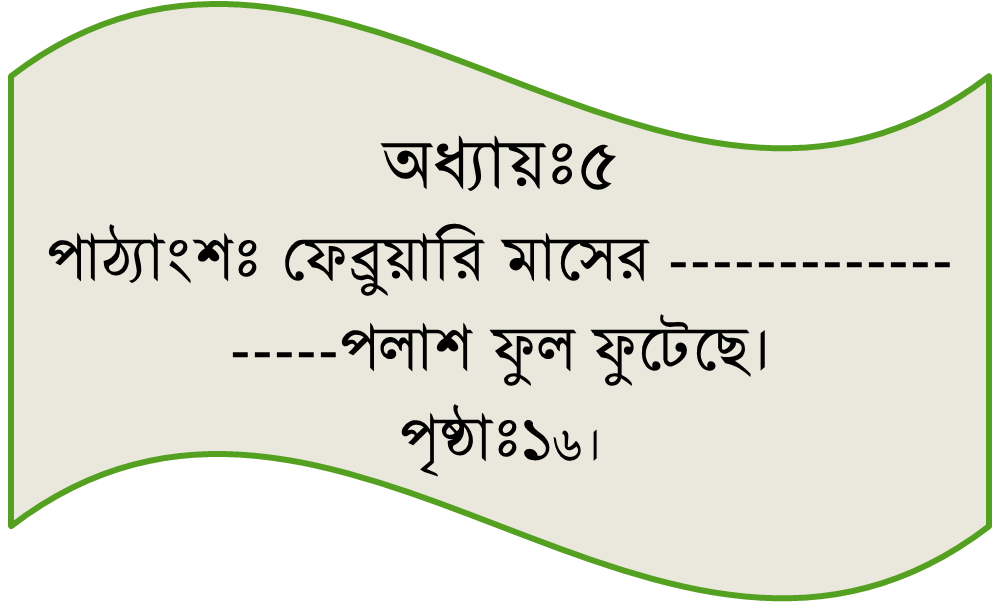 অধ্যায়ঃ৫
পাঠ্যাংশঃ ফেব্রুয়ারি মাসের -------------
-----পলাশ ফুল ফুটেছে।
পৃষ্ঠাঃ১৬।